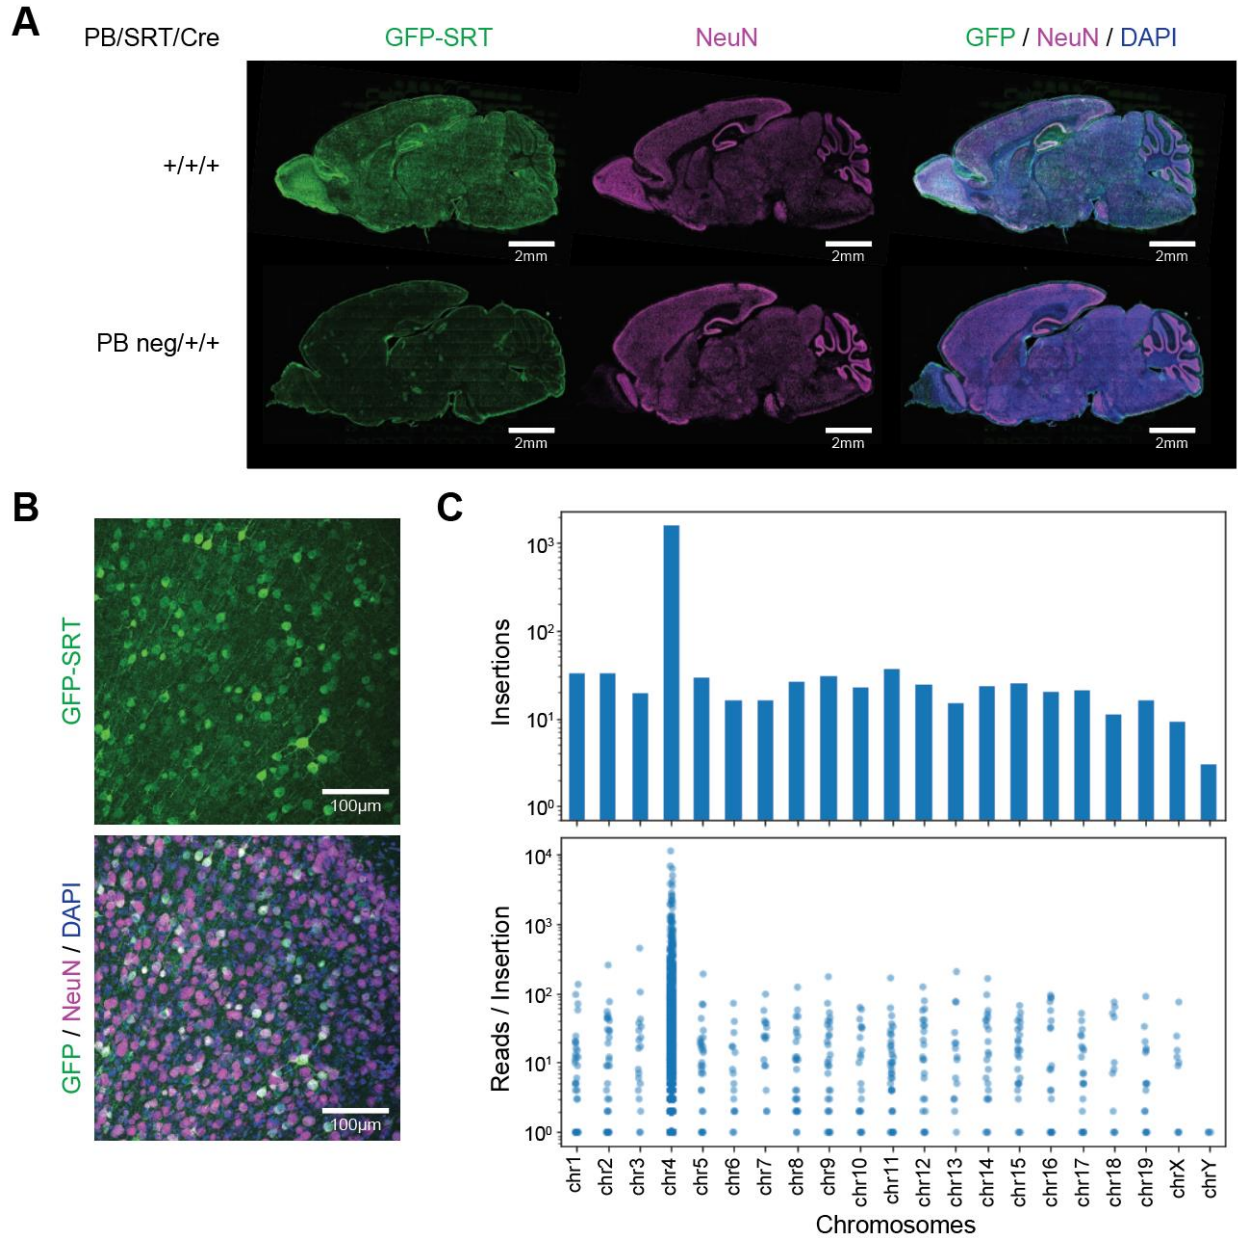 A
PB/SRT/Cre GFP-SRT NeuN GFP / NeuN / DAPI
+/+/+
2mm 2mm 2mm
PB neg/+/+
2mm 2mm 2mm
B
GFP-SRT
100µm
GFP / NeuN / DAPI
100µm
C
Insertions
10³
10²
10¹
10⁰
Reads / Insertion
10⁴
10³
10²
10¹
10⁰
chr1 chr2 chr3 chr4 chr5 chr6 chr7 chr8 chr9 chr10 chr11 chr12 chr13 chr14 chr15 chr16 chr17 chr18 chr19 chrX chrY
Chromosomes